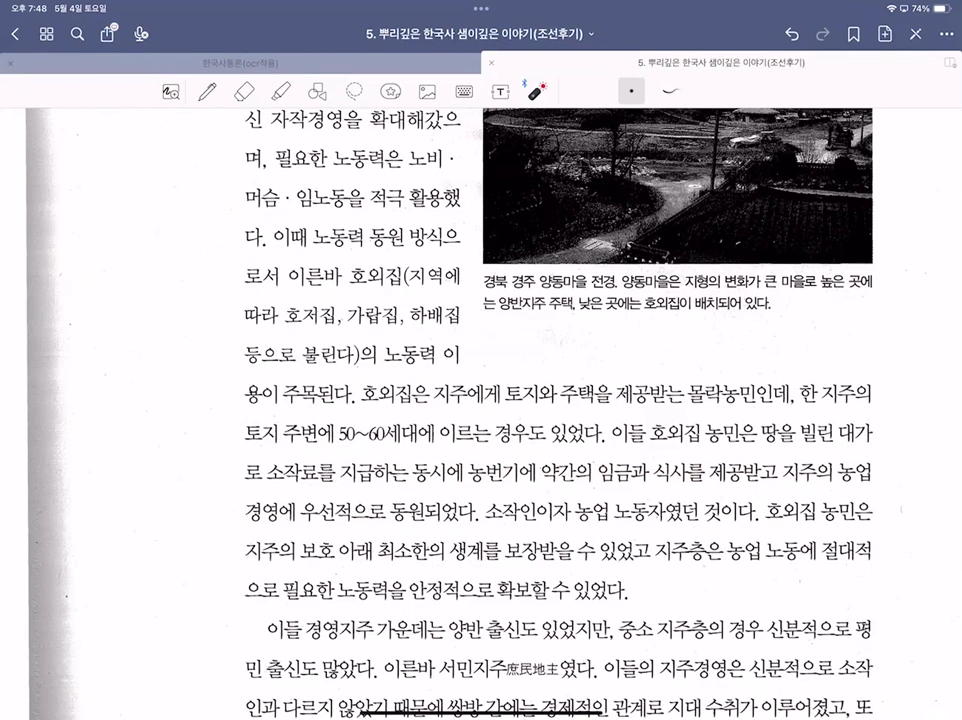 오후 7:48 5월 4일 토요일
74%
5. 뿌리깊은 한국사 샘이깊은 이야기(조선후기)
한국사통론(ocr적용)
5. 뿌리깊은 한국사 샘이깊은 이야기(조선후기)
T
신 자작경영을 확대해갔으
며, 필요한 노동력은 노비 ·
머슴 · 임노동을 적극 활용했
다. 이때 노동력 동원 방식으
로서 이른바 호외집(지역에
따라 호저집, 가랍집, 하배집
등으로 불린다)의 노동력 이
경북 경주 양동마을 전경. 양동마을은 지형의 변화가 큰 마을로 높은 곳에
는 양반지주 주택, 낮은 곳에는 호외집이 배치되어 있다.
용이 주목된다. 호외집은 지주에게 토지와 주택을 제공받는 몰락농민인데, 한 지주의
토지 주변에 50~60세대에 이르는 경우도 있었다. 이들 호외집 농민은 땅을 빌린 대가
로 소작료를 지급하는 동시에 농번기에 약간의 임금과 식사를 제공받고 지주의 농업
경영에 우선적으로 동원되었다. 소작인이자 농업 노동자였던 것이다. 호외집 농민은
지주의 보호 아래 최소한의 생계를 보장받을 수 있었고 지주층은 농업 노동에 절대적
으로 필요한 노동력을 안정적으로 확보할 수 있었다.
이들 경영지주 가운데는 양반 출신도 있었지만, 중소 지주층의 경우 신분적으로 평
민 출신도 많았다. 이른바 서민지주庶民地主였다. 이들의 지주경영은 신분적으로 소작
인과 다르지 않았기 때문에 쌍방 간에는 경제적인 관계로 지대 수취가 이루어졌고, 또